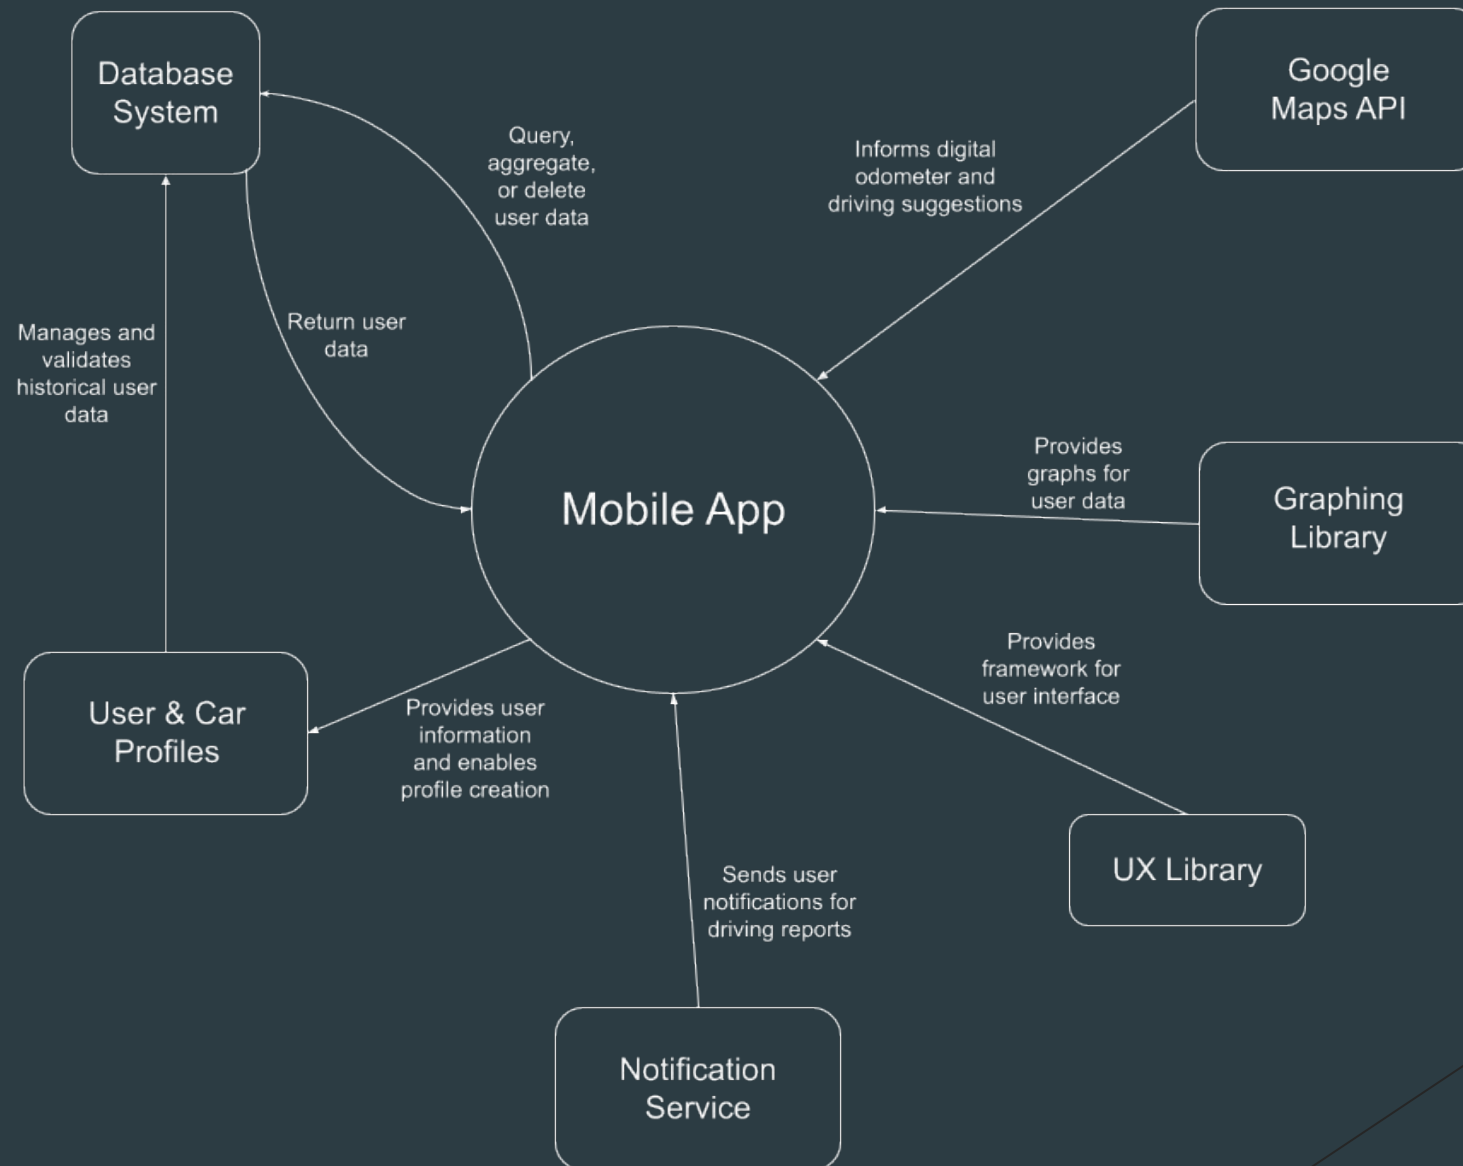 Database
System
Google
Maps API
Query,
aggregate,
or delete
user data
Informs digital
odometer and
driving suggestions
Return user
data
Manages and
validates
historical user
data
Mobile App
Provides
graphs for
user data
Graphing
Library
Provides
framework for
user interface
User & Car
Profiles
Provides user
information
and enables
profile creation
UX Library
Sends user
notifications for
driving reports
Notification
Service